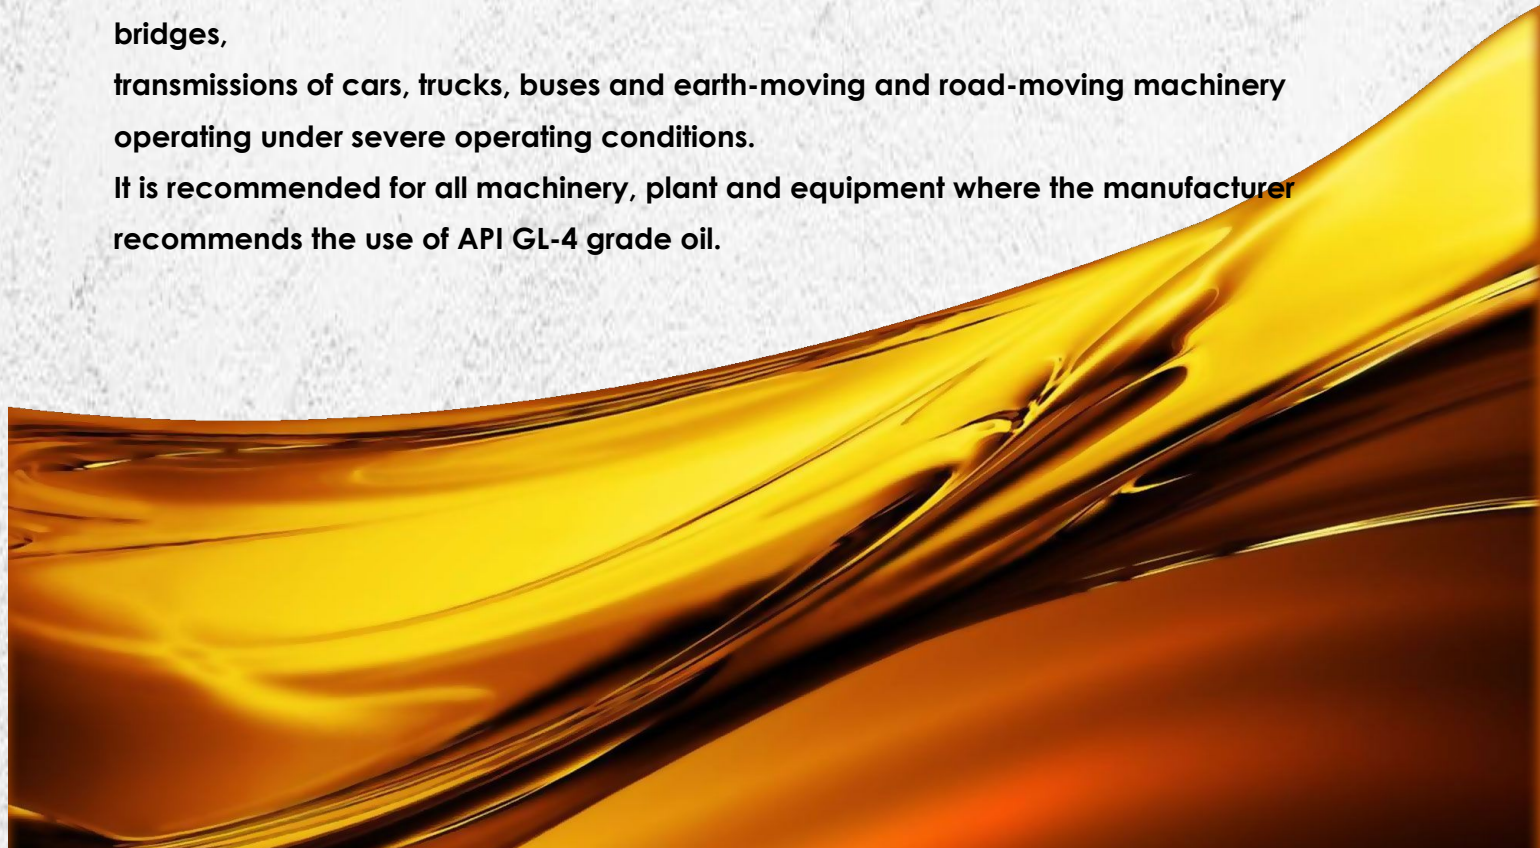 bridges,
transmissions of cars, trucks, buses and earth-moving and road-moving machinery
operating under severe operating conditions.
It is recommended for all machinery, plant and equipment where the manufacturer
recommends the use of API GL-4 grade oil.